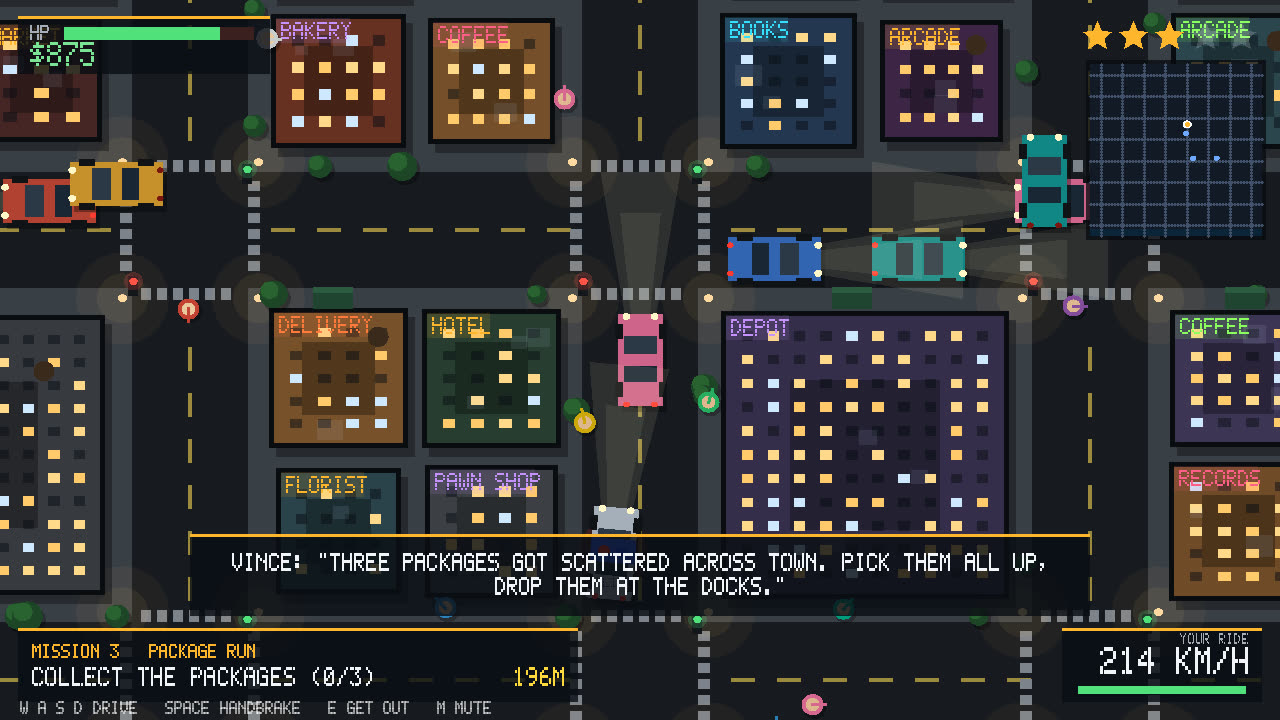 HP
$875
BAKERY
COFFEE
BOOKS
ARCADE
ARCADE
DELIVERY
HOTEL
DEPOT
COFFEE
FLORIST
PAWN SHOP
RECORDS
VINCE: "THREE PACKAGES GOT SCATTERED ACROSS TOWN. PICK THEM ALL UP,
DROP THEM AT THE DOCKS."
MISSION 3 PACKAGE RUN
COLLECT THE PACKAGES (0/3) 196M
YOUR RIDE
214 KM/H
W A S D DRIVE SPACE HANDBRAKE E GET OUT M MUTE